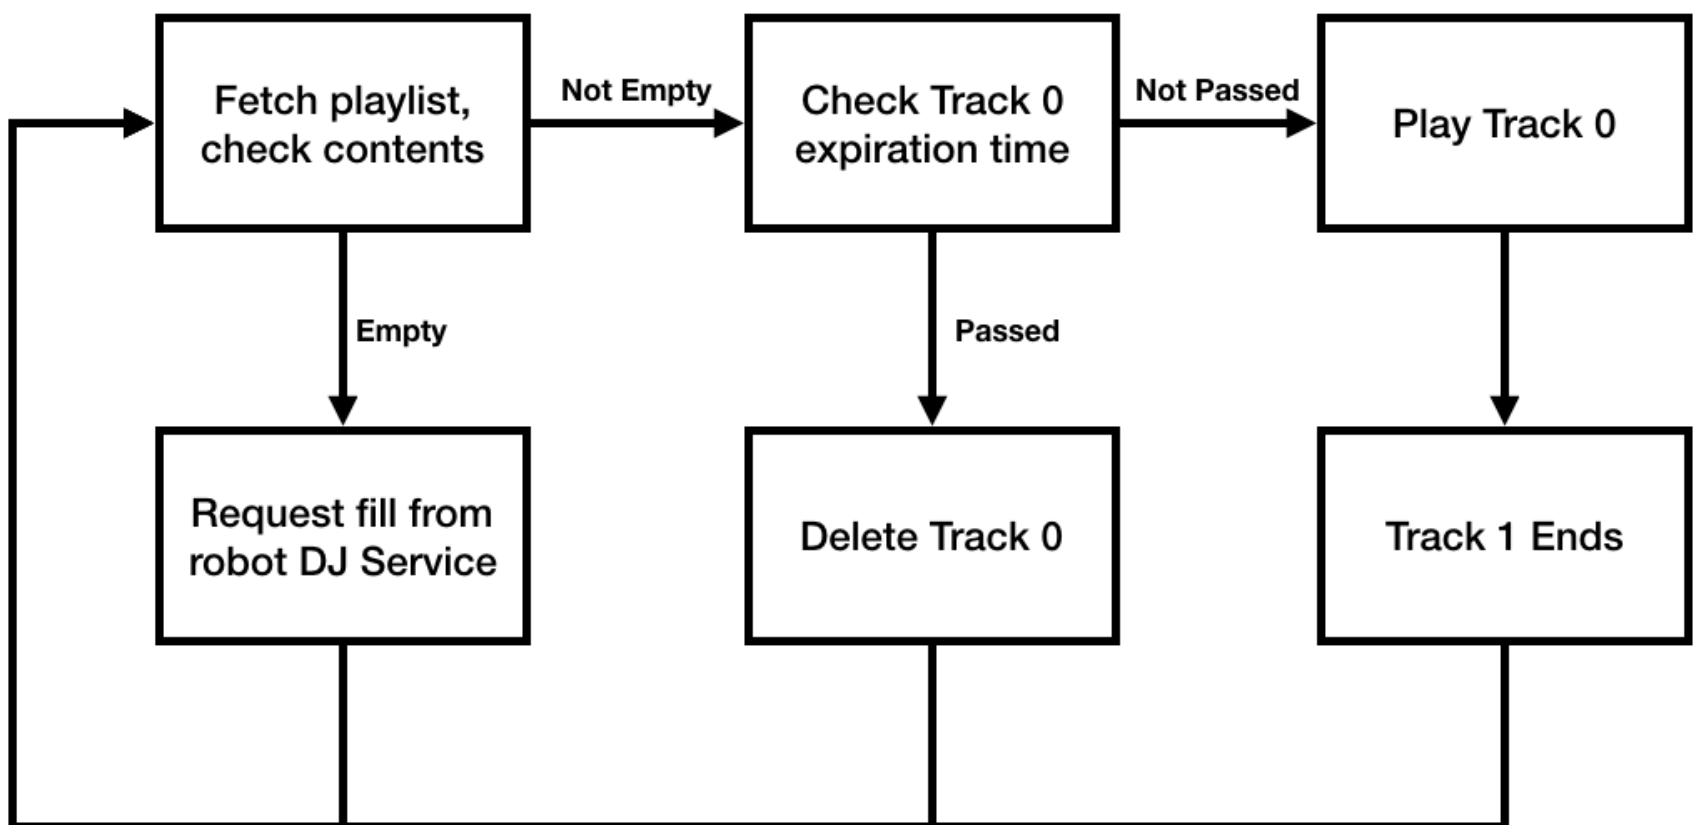 Fetch playlist,
check contents
Not Empty
Check Track 0
expiration time
Not Passed
Play Track 0
Empty
Passed
Request fill from
robot DJ Service
Delete Track 0
Track 1 Ends